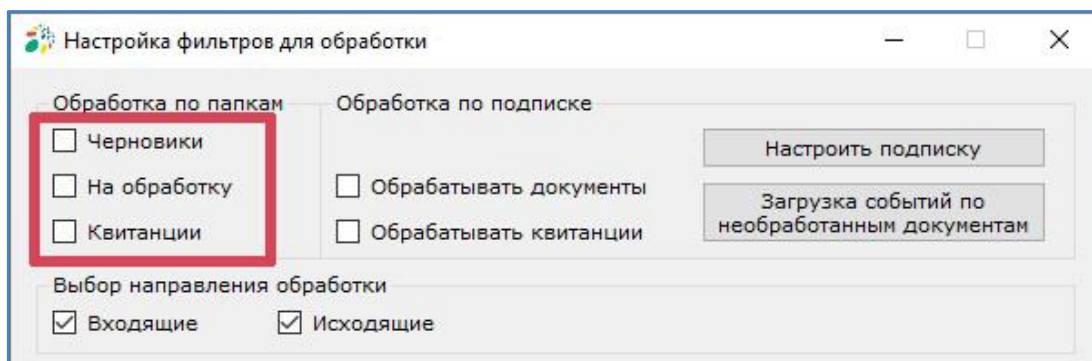 Настройка фильтров для обработки
Обработка по папкам
Черновики
На обработку
Квитанции
Обработка по подписке
Обрабатывать документы
Обрабатывать квитанции
Настроить подписку
Загрузка событий по
необработанным документам
Выбор направления обработки
Входящие
Исходящие